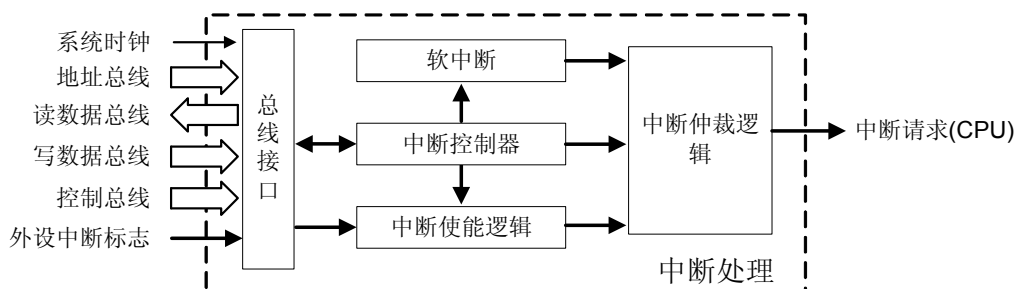 系统时钟
地址总线
读数据总线
写数据总线
控制总线
外设中断标志
总
线
接
口
软中断
中断控制器
中断使能逻辑
中断仲裁逻
辑
中断请求(CPU)
中断处理